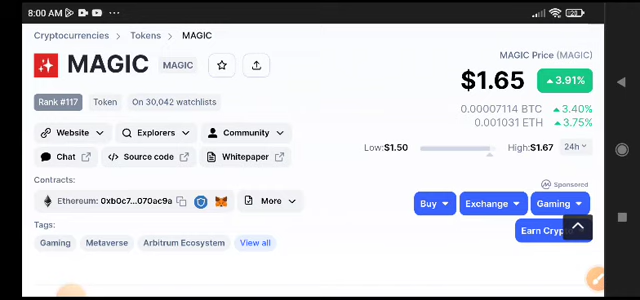 8:00 AM
Cryptocurrencies > Tokens > MAGIC
MAGIC MAGIC
Rank #117 Token On 30,042 watchlists
Website Explorers Community
Chat Source code Whitepaper
Contracts:
Ethereum: 0xb0c7...070ac9a More
Tags:
Gaming Metaverse Arbitrum Ecosystem View all
MAGIC Price (MAGIC)
$1.65 3.91%
0.00007114 BTC 3.40%
0.001031 ETH 3.75%
Low: $1.50 High: $1.67 24h
Sponsored
Buy Exchange Gaming
Earn Crypto